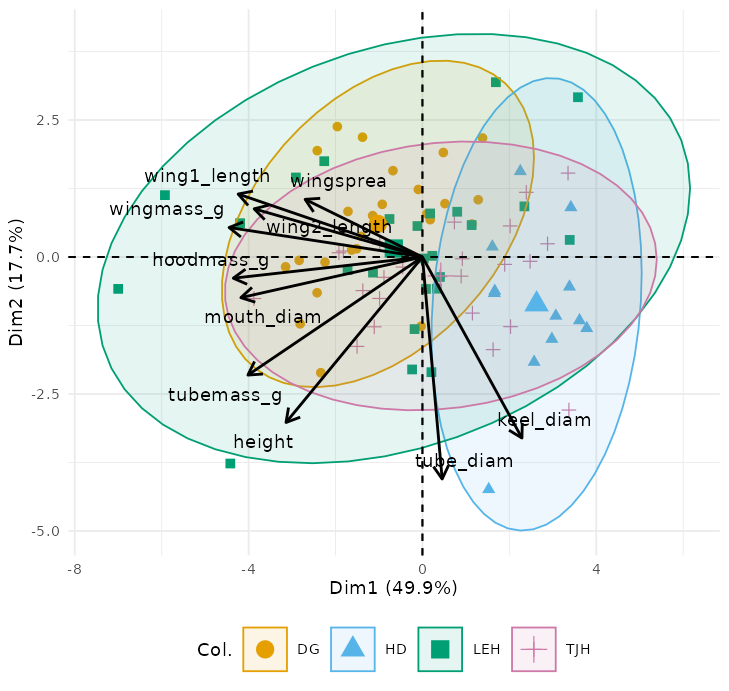 2.5
0.0
-2.5
-5.0
Dim2 (17.7%)
wing1_length
wingsprea
wingmass_g
wing2_length
hoodmass_g
mouth_diam
tubemass_g
height
keel_diam
tube_diam
-8
-4
0
4
Dim1 (49.9%)
Col. DG HD LEH TJH